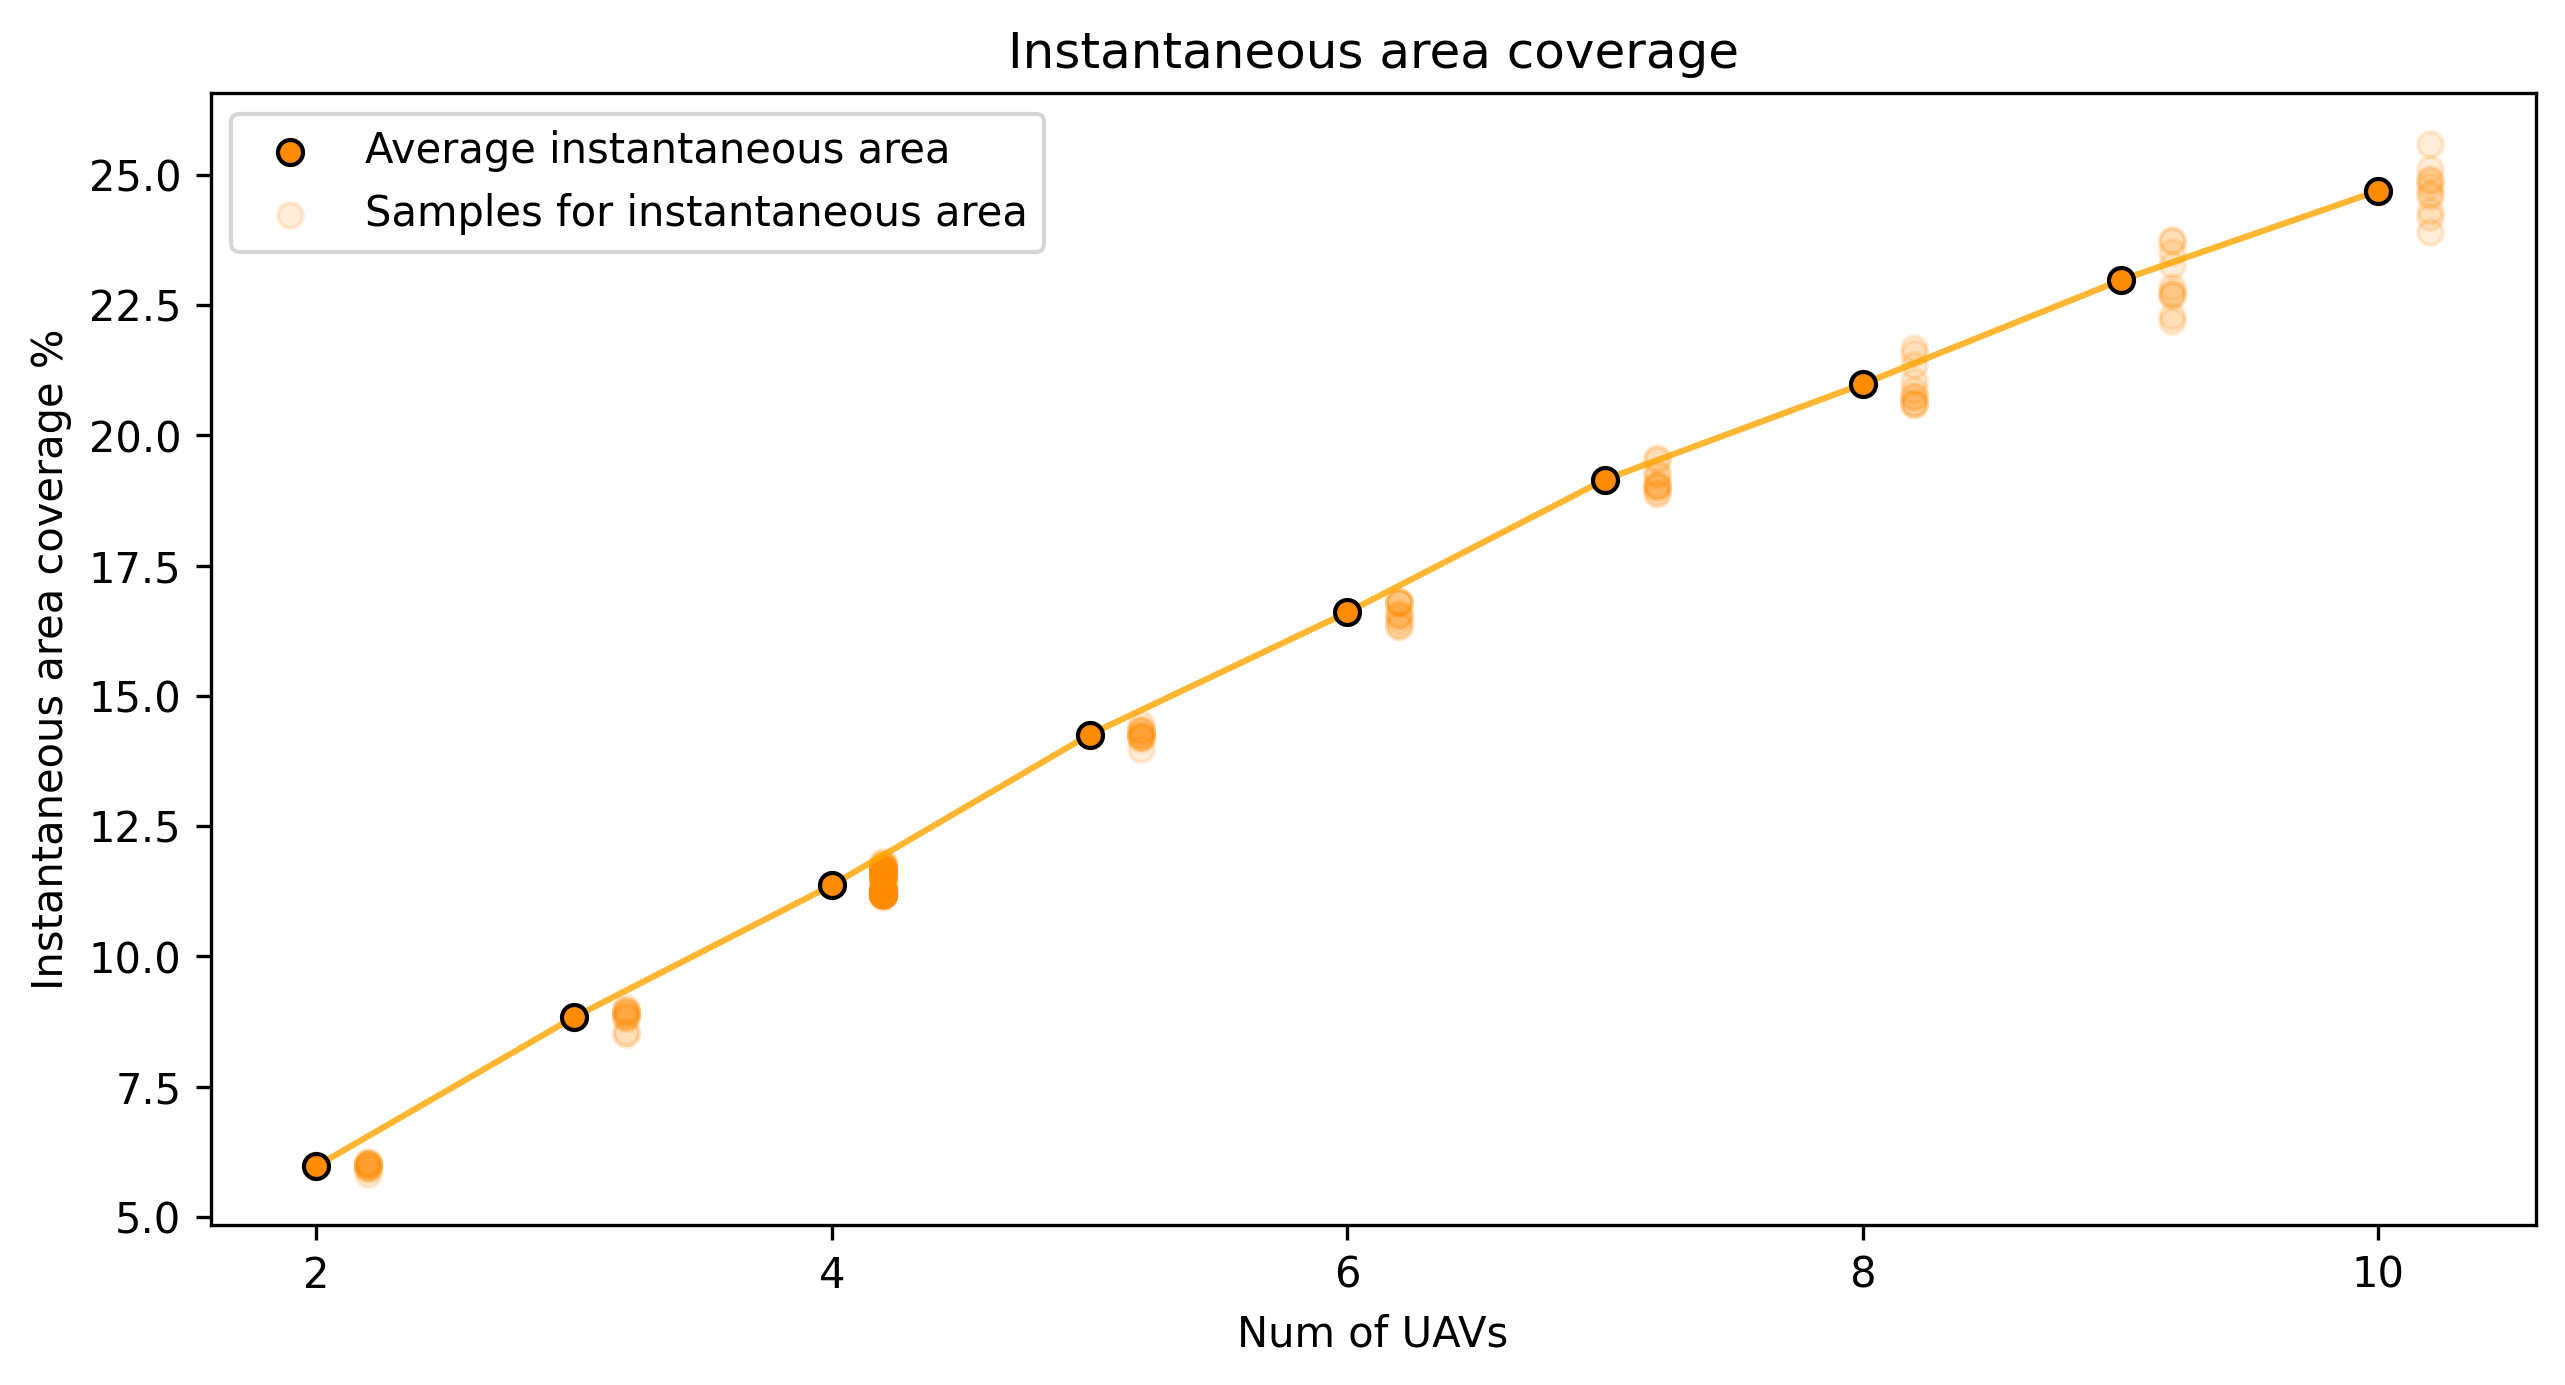 Instantaneous area coverage
Average instantaneous area
Samples for instantaneous area
Instantaneous area coverage %
25.0
22.5
20.0
17.5
15.0
12.5
10.0
7.5
5.0
2 4 6 8 10
Num of UAVs